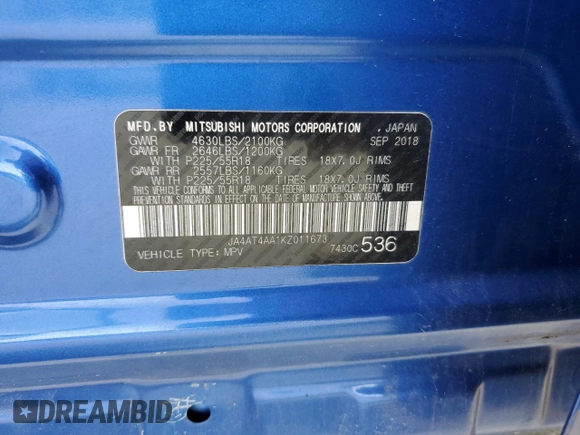 MFD.BY MITSUBISHI MOTORS CORPORATION , JAPAN
GVWR 4630LBS/2100KG SEP 2018
GAWR FR 2646LBS/1200KG
WITH P225/55R18 TIRES 18X7.0J RIMS
GAWR RR 2557LBS/1160KG
WITH P225/55R18 TIRES 18X7.0J RIMS
THIS VEHICLE CONFORMS TO ALL APPLICABLE FEDERAL MOTOR VEHICLE SAFETY AND THEFT
PREVENTION STANDARDS IN EFFECT ON THE DATE OF MANUFACTURE SHOWN ABOVE.
JA4AT4AA1KZ011673
VEHICLE TYPE: MPV 7430C 536
DREAMBID